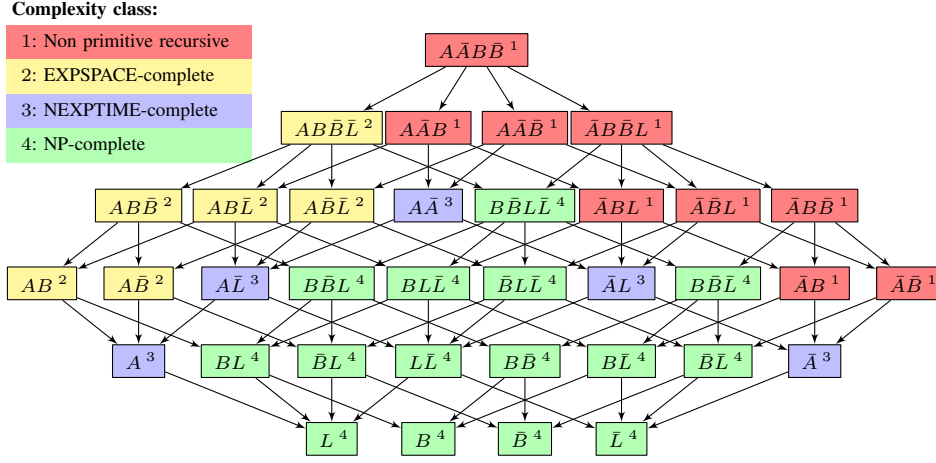 Complexity class:
1: Non primitive recursive
2: EXPSPACE-complete
3: NEXPTIME-complete
4: NP-complete
AĀBB̄ ¹
ABB̄L̄ ² AĀB ¹ AĀB̄ ¹ ĀBB̄L ¹
ABB̄ ² ABL̄ ² AB̄L̄ ² AĀ ³ BB̄LL̄ ⁴ ĀBL ¹ ĀB̄L ¹ ĀBB̄ ¹
AB ² AB̄ ² AL̄ ³ BB̄L ⁴ BLL̄ ⁴ B̄LL̄ ⁴ ĀL ³ BB̄L̄ ⁴ ĀB ¹ ĀB̄ ¹
A ³ BL ⁴ B̄L ⁴ LL̄ ⁴ BB̄ ⁴ BL̄ ⁴ B̄L̄ ⁴ Ā ³
L ⁴ B ⁴ B̄ ⁴ L̄ ⁴